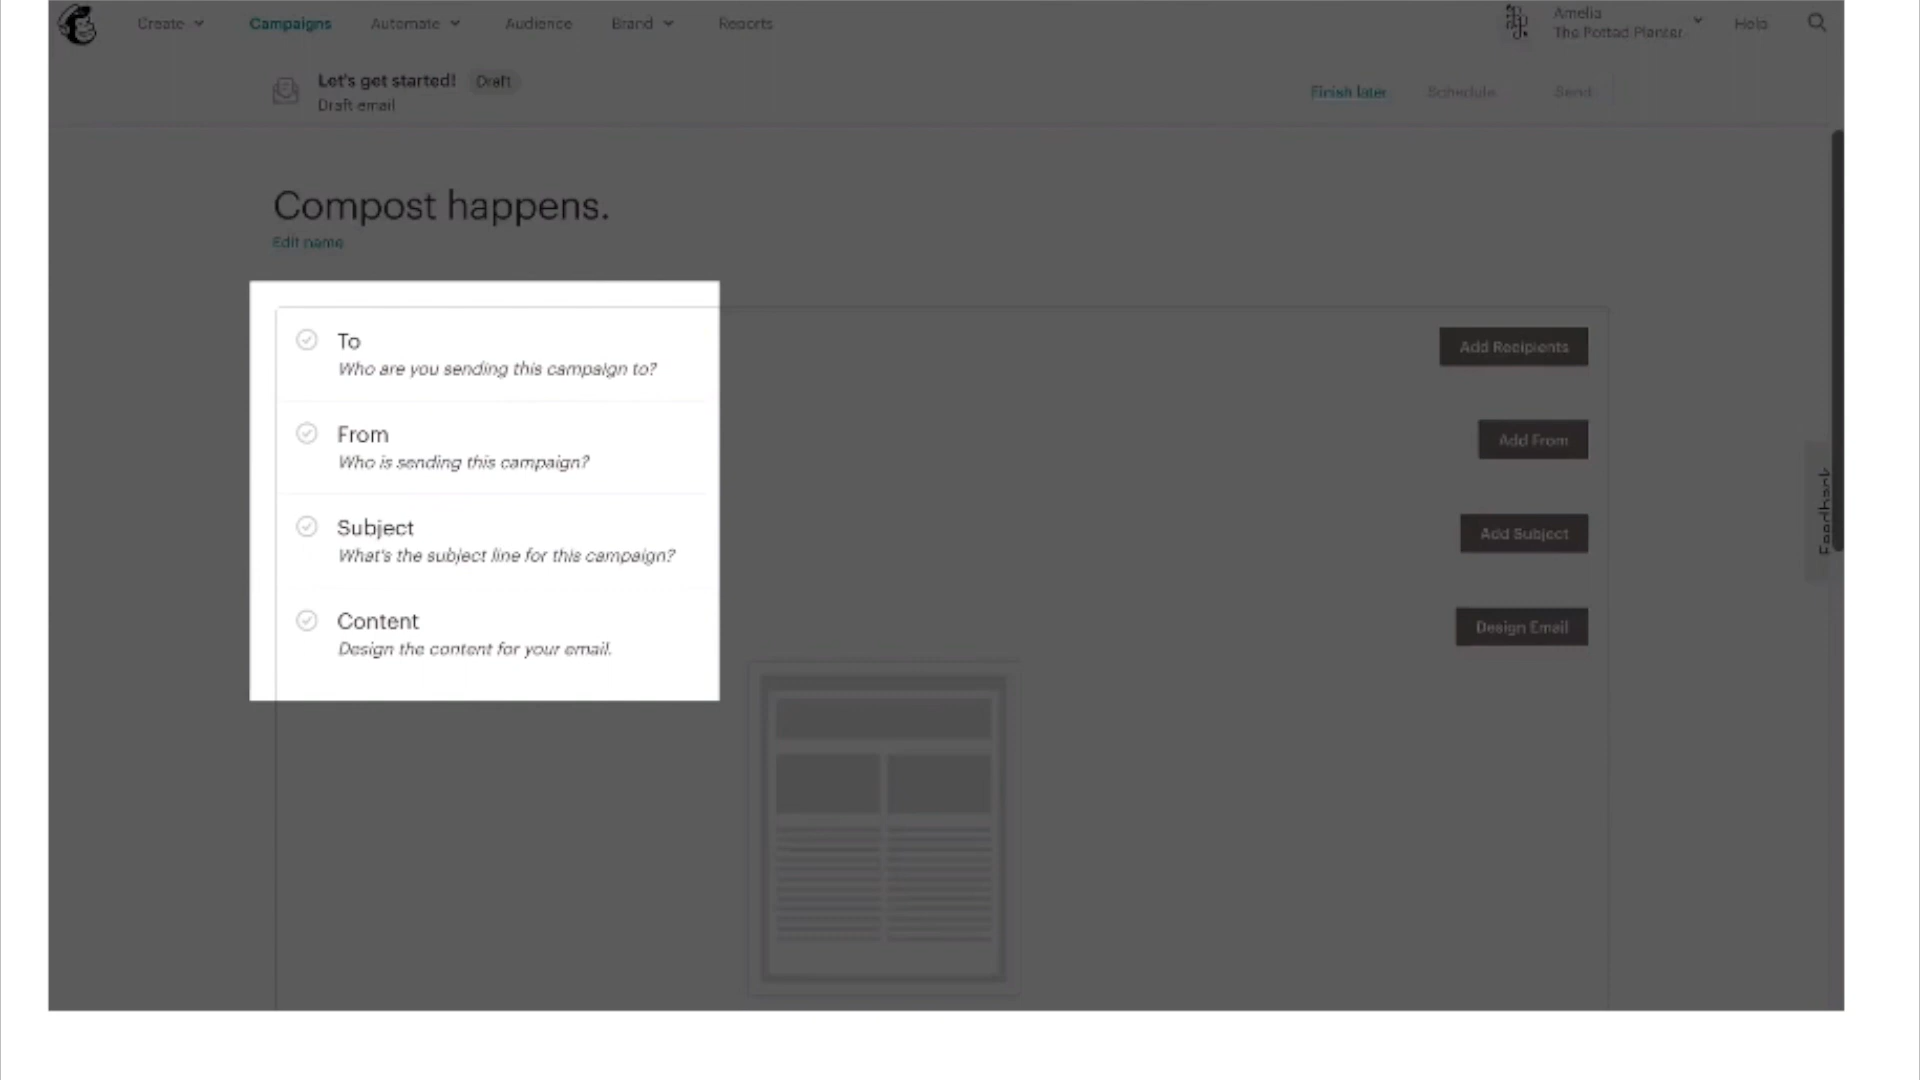 Create
Campaigns
Automate
Audience
Brand
Reports
Amelia
The Potted Planter
Help
Let's get started!
Draft
Draft email
Finish later
Schedule
Send
Compost happens.
Edit name
To
Who are you sending this campaign to?
Add Recipients
From
Who is sending this campaign?
Add From
Subject
What's the subject line for this campaign?
Add Subject
Content
Design the content for your email.
Design Email
Feedback